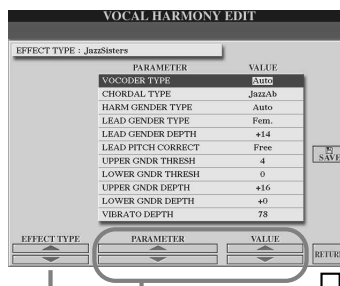 VOCAL HARMONY EDIT
EFFECT TYPE : JazzSisters
PARAMETER VALUE
VOCODER TYPE Auto
CHORDAL TYPE JazzAb
HARM GENDER TYPE Auto
LEAD GENDER TYPE Fem.
LEAD GENDER DEPTH +14
LEAD PITCH CORRECT Free
UPPER GNDR THRESH 4
LOWER GNDR THRESH 0
UPPER GNDR DEPTH +16
LOWER GNDR DEPTH +0
VIBRATO DEPTH 78
SAVE
EFFECT TYPE PARAMETER VALUE